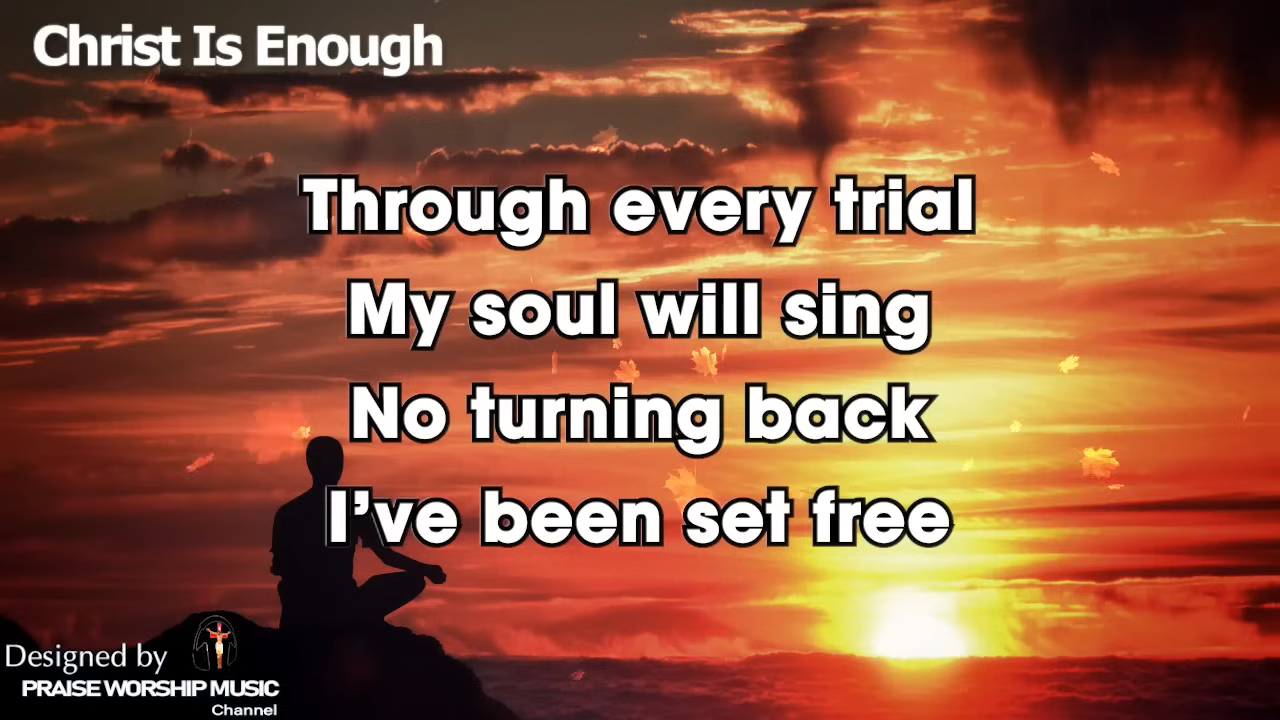 Christ Is Enough
Through every trial
My soul will sing
No turning back
I’ve been set free
Designed by
PRAISE WORSHIP MUSIC
Channel